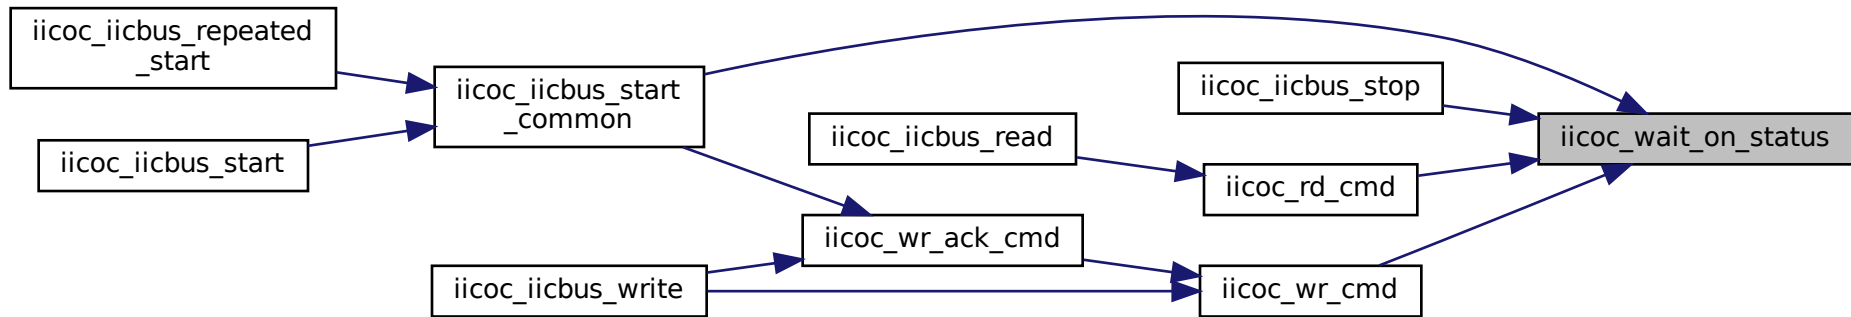 iicoc_iicbus_repeated
_start
iicoc_iicbus_start
iicoc_iicbus_start
_common
iicoc_iicbus_write
iicoc_iicbus_read
iicoc_wr_ack_cmd
iicoc_iicbus_stop
iicoc_rd_cmd
iicoc_wr_cmd
iicoc_wait_on_status